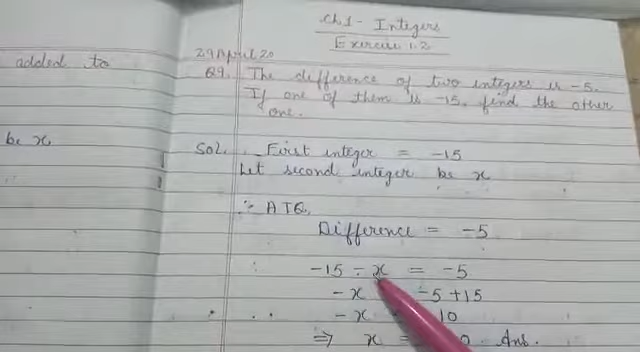 Ch 1 - Integers
Exercise 1.2
added to
29 April 20
Q9. The difference of two integers is -5.
If one of them is -15, find the other
one.
be x
Sol. First integer = -15
Let second integer be x
∴ ATQ,
Difference = -5
-15 - x = -5
-x -5+15
-x 10
⇒ x = 0 Ans.